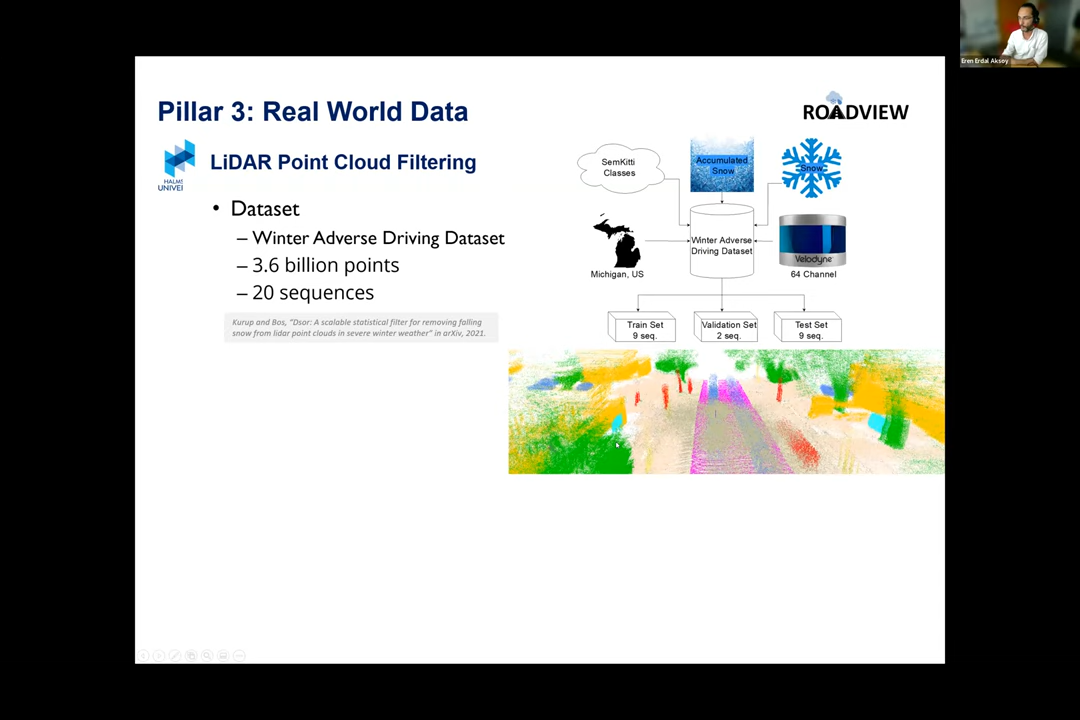 Eren Erdal Aksoy
Pillar 3: Real World Data
ROADVIEW
HALMS
UNIVEI
LiDAR Point Cloud Filtering
• Dataset
– Winter Adverse Driving Dataset
– 3.6 billion points
– 20 sequences
Kurup and Bos, "Dsor: A scalable statistical filter for removing falling
snow from lidar point clouds in severe winter weather" in arXiv, 2021.
SemKitti
Classes
Accumulated
Snow
Snow
Michigan, US
Winter Adverse
Driving Dataset
Velodyne
64 Channel
Train Set
9 seq.
Validation Set
2 seq.
Test Set
9 seq.